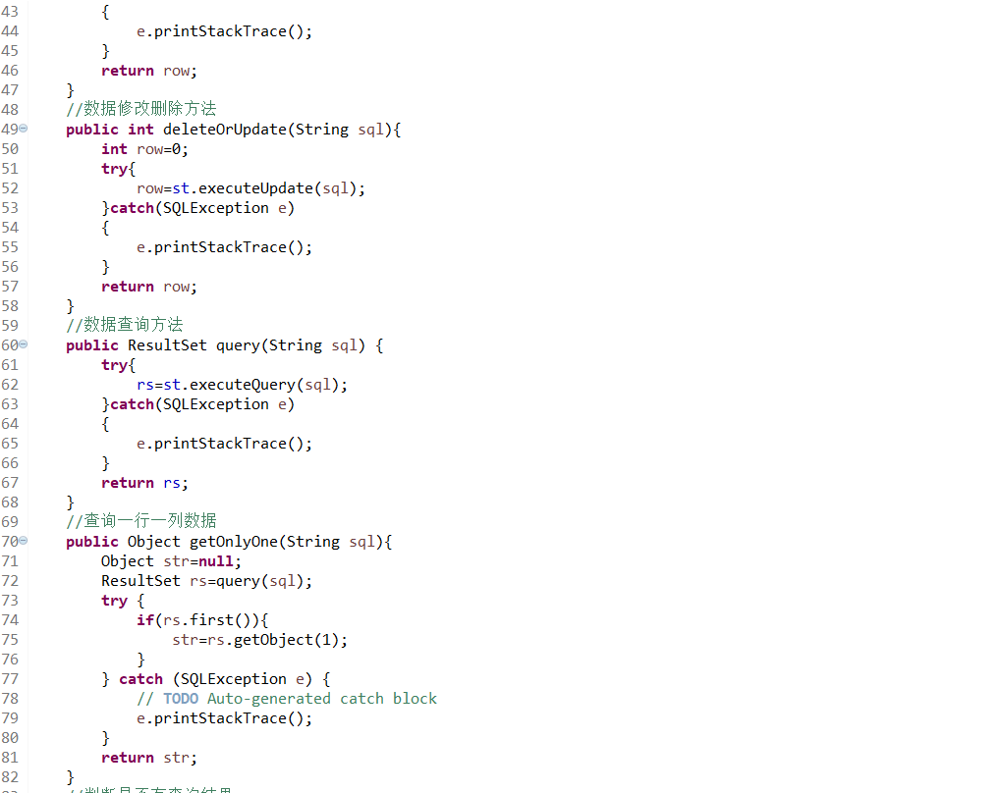 43 {
44 e.printStackTrace();
45 }
46 return row;
47 }
48 //数据修改删除方法
49 public int deleteOrUpdate(String sql){
50 int row=0;
51 try{
52 row=st.executeUpdate(sql);
53 }catch(SQLException e)
54 {
55 e.printStackTrace();
56 }
57 return row;
58 }
59 //数据查询方法
60 public ResultSet query(String sql) {
61 try{
62 rs=st.executeQuery(sql);
63 }catch(SQLException e)
64 {
65 e.printStackTrace();
66 }
67 return rs;
68 }
69 //查询一行一列数据
70 public Object getOnlyOne(String sql){
71 Object str=null;
72 ResultSet rs=query(sql);
73 try {
74 if(rs.first()){
75 str=rs.getObject(1);
76 }
77 } catch (SQLException e) {
78 // TODO Auto-generated catch block
79 e.printStackTrace();
80 }
81 return str;
82 }